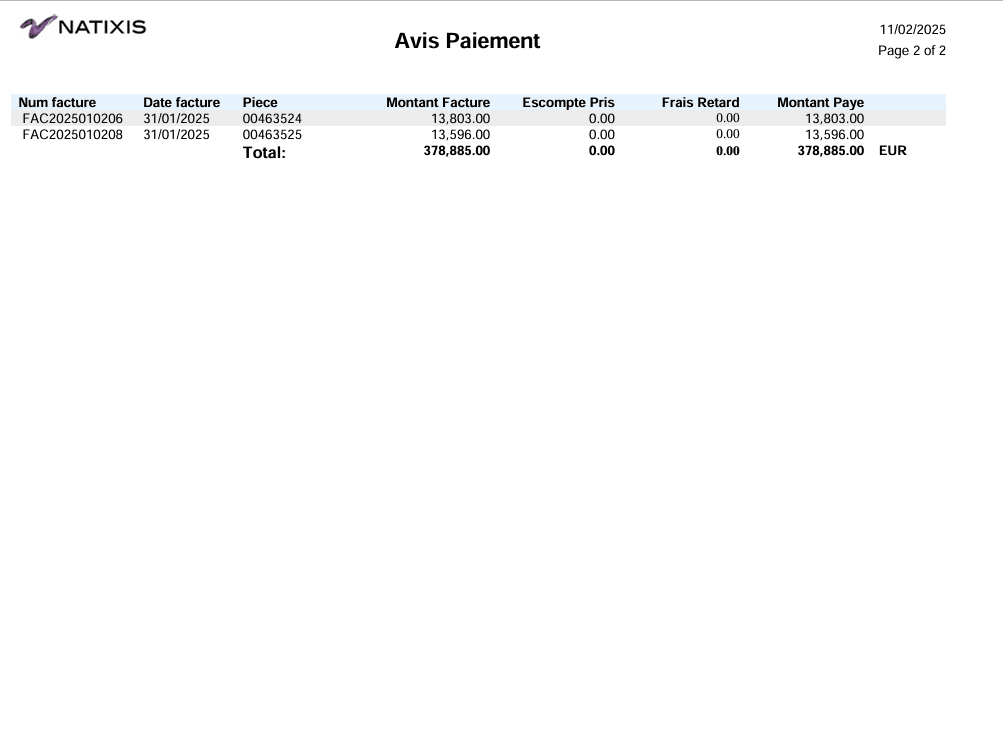 NATIXIS
Avis Paiement
11/02/2025
Page 2 of 2
Num facture Date facture Piece Montant Facture Escompte Pris Frais Retard Montant Paye
FAC2025010206 31/01/2025 00463524 13,803.00 0.00 0.00 13,803.00
FAC2025010208 31/01/2025 00463525 13,596.00 0.00 0.00 13,596.00
Total: 378,885.00 0.00 0.00 378,885.00 EUR